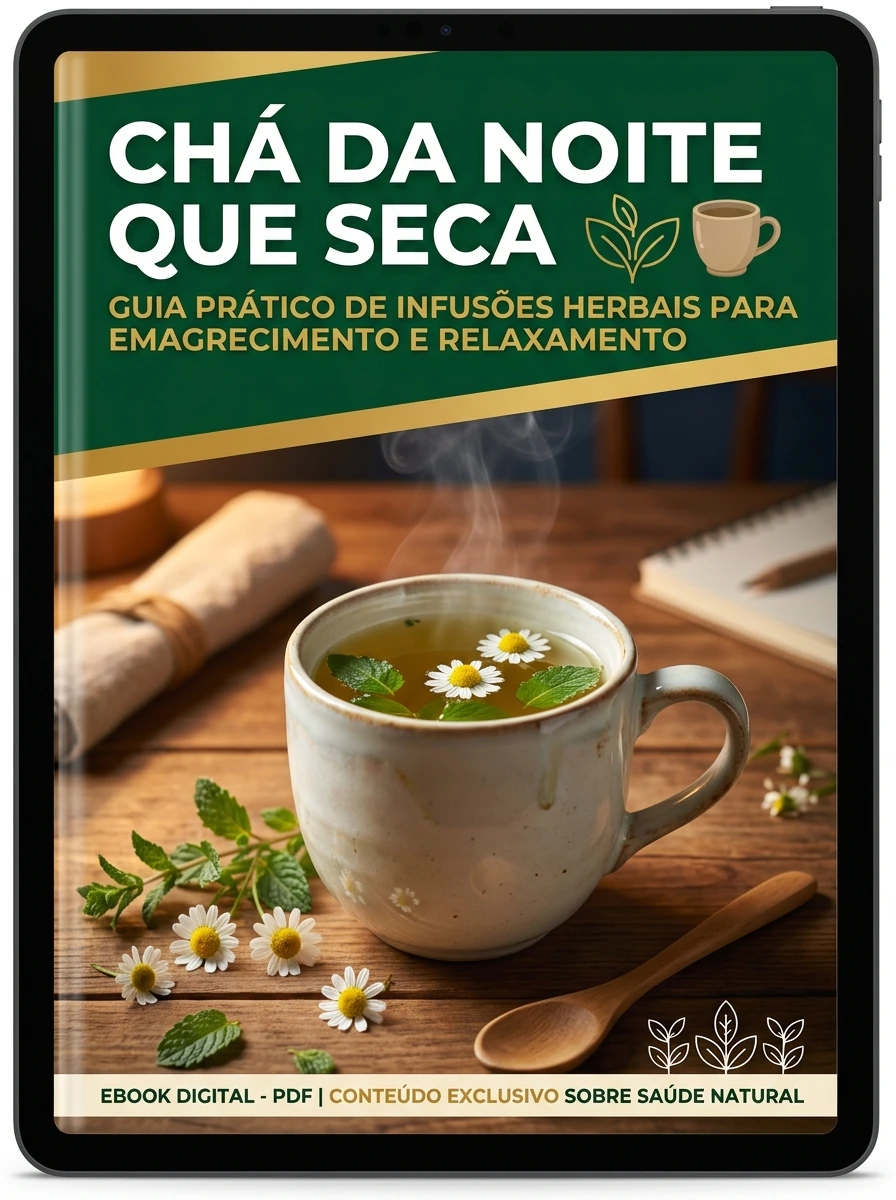 CHÁ DA NOITE
QUE SECA
GUIA PRÁTICO DE INFUSÕES HERBAIS PARA
EMAGRECIMENTO E RELAXAMENTO
EBOOK DIGITAL - PDF | CONTEÚDO EXCLUSIVO SOBRE SAÚDE NATURAL